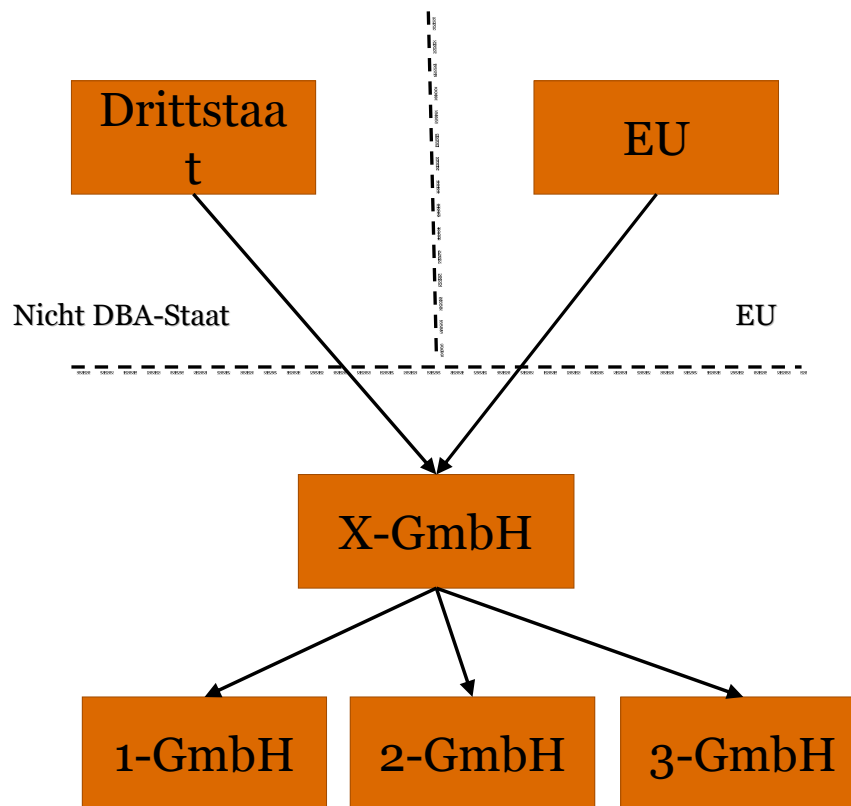 Drittstaa
t
EU
Nicht DBA-Staat
EU
X-GmbH
1-GmbH
2-GmbH
3-GmbH